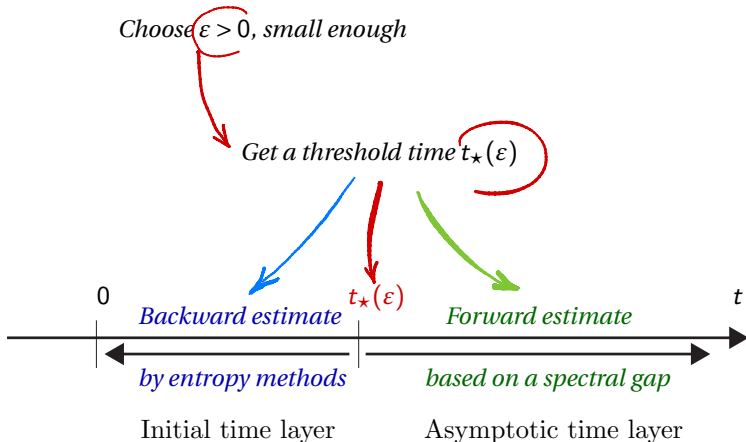 Choose ε > 0, small enough
Get a threshold time t⋆(ε)
0 t⋆(ε) t
Backward estimate Forward estimate
by entropy methods based on a spectral gap
Initial time layer Asymptotic time layer